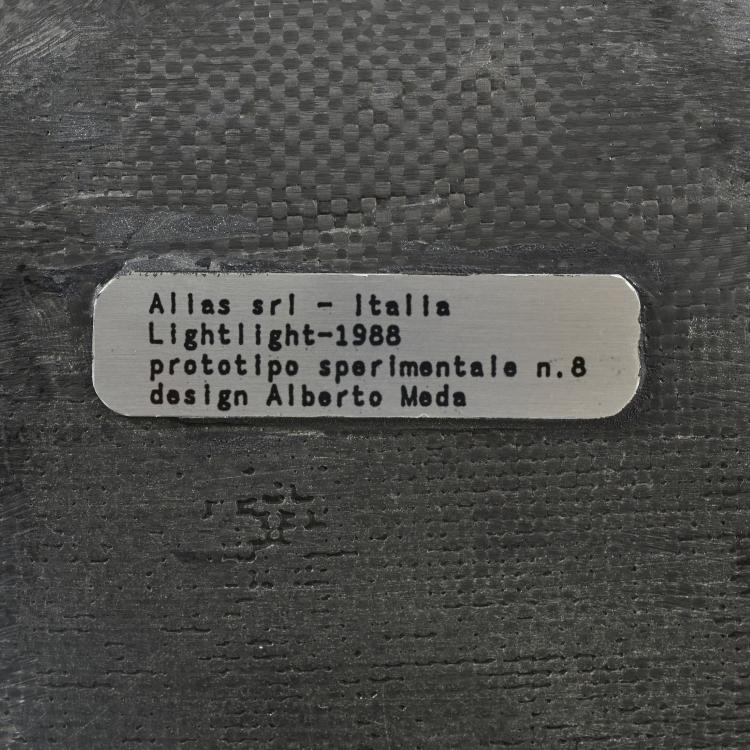 Alias srl - Italia
Lightlight-1988
prototipo sperimentale n.8
design Alberto Meda